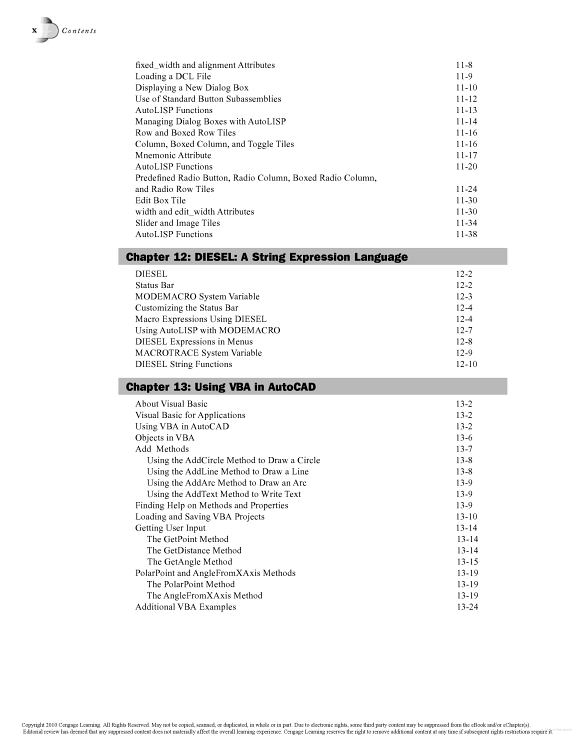 x Contents
fixed_width and alignment Attributes 11-8
Loading a DCL File 11-9
Displaying a New Dialog Box 11-10
Use of Standard Button Subassemblies 11-12
AutoLISP Functions 11-13
Managing Dialog Boxes with AutoLISP 11-14
Row and Boxed Row Tiles 11-16
Column, Boxed Column, and Toggle Tiles 11-16
Mnemonic Attribute 11-17
AutoLISP Functions 11-20
Predefined Radio Button, Radio Column, Boxed Radio Column,
and Radio Row Tiles 11-24
Edit Box Tile 11-30
width and edit_width Attributes 11-30
Slider and Image Tiles 11-34
AutoLISP Functions 11-38
Chapter 12: DIESEL: A String Expression Language
DIESEL 12-2
Status Bar 12-2
MODEMACRO System Variable 12-3
Customizing the Status Bar 12-4
Macro Expressions Using DIESEL 12-4
Using AutoLISP with MODEMACRO 12-7
DIESEL Expressions in Menus 12-8
MACROTRACE System Variable 12-9
DIESEL String Functions 12-10
Chapter 13: Using VBA in AutoCAD
About Visual Basic 13-2
Visual Basic for Applications 13-2
Using VBA in AutoCAD 13-2
Objects in VBA 13-6
Add Methods 13-7
Using the AddCircle Method to Draw a Circle 13-8
Using the AddLine Method to Draw a Line 13-8
Using the AddArc Method to Draw an Arc 13-9
Using the AddText Method to Write Text 13-9
Finding Help on Methods and Properties 13-9
Loading and Saving VBA Projects 13-10
Getting User Input 13-14
The GetPoint Method 13-14
The GetDistance Method 13-14
The GetAngle Method 13-15
PolarPoint and AngleFromXAxis Methods 13-19
The PolarPoint Method 13-19
The AngleFromXAxis Method 13-19
Additional VBA Examples 13-24
Copyright 2010 Cengage Learning. All Rights Reserved. May not be copied, scanned, or duplicated, in whole or in part. Due to electronic rights, some third party content may be suppressed from the eBook and/or eChapter(s).
Editorial review has deemed that any suppressed content does not materially affect the overall learning experience. Cengage Learning reserves the right to remove additional content at any time if subsequent rights restrictions require it.